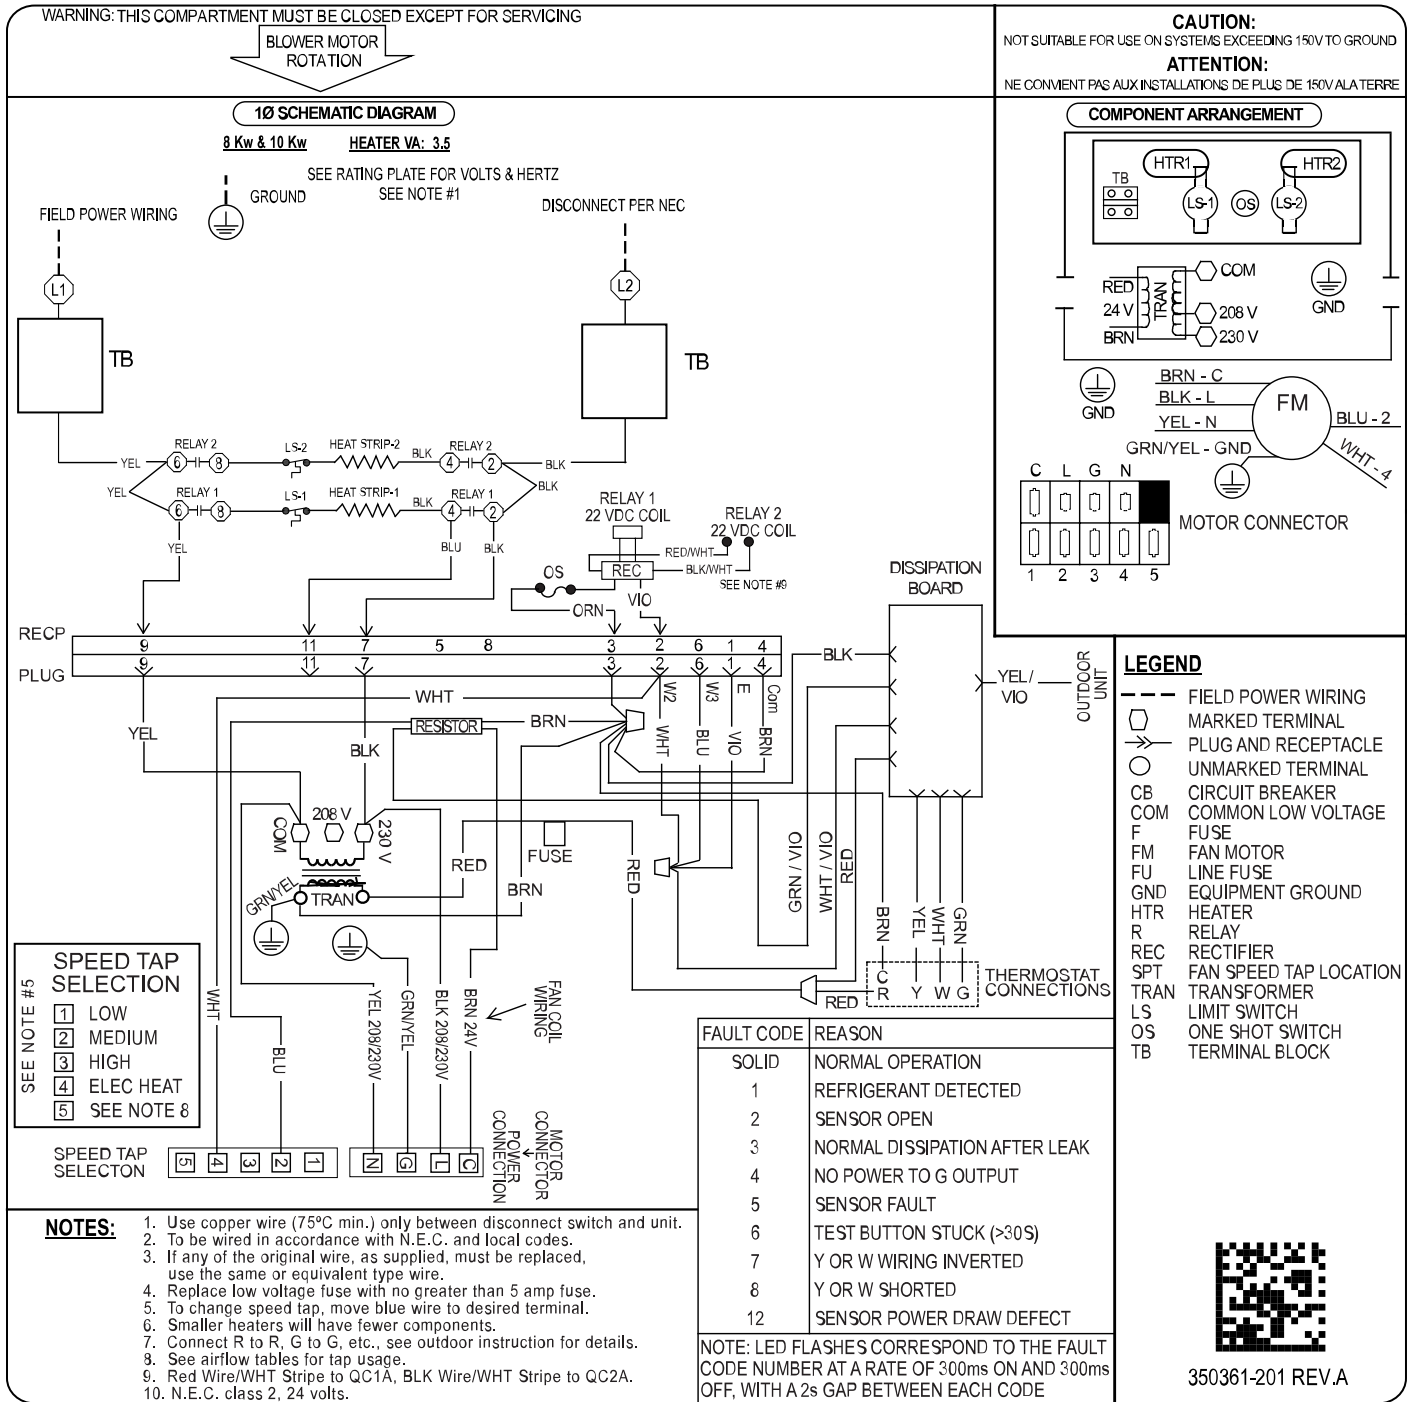 WARNING: THIS COMPARTMENT MUST BE CLOSED EXCEPT FOR SERVICING
BLOWER MOTOR
ROTATION
CAUTION:
NOT SUITABLE FOR USE ON SYSTEMS EXCEEDING 150V TO GROUND
ATTENTION:
NE CONVIENT PAS AUX INSTALLATIONS DE PLUS DE 150V ALA TERRE
1Ø SCHEMATIC DIAGRAM
8 Kw & 10 Kw HEATER VA: 3.5
SEE RATING PLATE FOR VOLTS & HERTZ
SEE NOTE #1
GROUND
FIELD POWER WIRING
DISCONNECT PER NEC
L1
L2
TB
TB
YEL
RELAY 2
6
8
LS-2
HEAT STRIP-2
BLK
RELAY 2
4
2
BLK
YEL
RELAY 1
6
8
LS-1
HEAT STRIP-1
BLK
RELAY 1
4
2
BLK
YEL
BLU
BLK
RELAY 1
22 VDC COIL
RELAY 2
22 VDC COIL
RED/WHT
BLK/WHT
SEE NOTE #9
REC
OS
VIO
ORN
RECP
9 11 7 5 8 3 2 6 1 4
PLUG
9 11 7 3 2 6 1 4
W2
W3
E
Com
WHT
RESISTOR
BRN
YEL
BLK
WHT
BLU
VIO
BRN
DISSIPATION
BOARD
BLK
YEL/
VIO
OUTDOOR
UNIT
COM
208 V
230 V
TRAN
GRN/YEL
RED
FUSE
BRN
RED
GRN / VIO
WHT / VIO
RED
BRN
YEL
WHT
GRN
C
R Y W G
THERMOSTAT
CONNECTIONS
RED
SEE NOTE #5
SPEED TAP
SELECTION
1 LOW
2 MEDIUM
3 HIGH
4 ELEC HEAT
5 SEE NOTE 8
WHT
BLU
YEL 208/230V
GRN/YEL
BLK 208/230V
BRN 24V
FAN COIL
WIRING
SPEED TAP
SELECTON
5 4 3 2 1
N G L C
MOTOR
CONNECTOR
POWER
CONNECTION
COMPONENT ARRANGEMENT
HTR1
HTR2
TB
LS-1
OS
LS-2
RED
24 V
BRN
TRAN
COM
208 V
230 V
GND
GND
BRN - C
BLK - L
YEL - N
GRN/YEL - GND
FM
BLU - 2
WHT - 4
C L G N
MOTOR CONNECTOR
1 2 3 4 5
LEGEND
FIELD POWER WIRING
MARKED TERMINAL
PLUG AND RECEPTACLE
UNMARKED TERMINAL
CB CIRCUIT BREAKER
COM COMMON LOW VOLTAGE
F FUSE
FM FAN MOTOR
FU LINE FUSE
GND EQUIPMENT GROUND
HTR HEATER
R RELAY
REC RECTIFIER
SPT FAN SPEED TAP LOCATION
TRAN TRANSFORMER
LS LIMIT SWITCH
OS ONE SHOT SWITCH
TB TERMINAL BLOCK
FAULT CODE REASON
SOLID NORMAL OPERATION
1 REFRIGERANT DETECTED
2 SENSOR OPEN
3 NORMAL DISSIPATION AFTER LEAK
4 NO POWER TO G OUTPUT
5 SENSOR FAULT
6 TEST BUTTON STUCK (>30S)
7 Y OR W WIRING INVERTED
8 Y OR W SHORTED
12 SENSOR POWER DRAW DEFECT
NOTE: LED FLASHES CORRESPOND TO THE FAULT
CODE NUMBER AT A RATE OF 300ms ON AND 300ms
OFF, WITH A 2s GAP BETWEEN EACH CODE
NOTES:
1. Use copper wire (75ºC min.) only between disconnect switch and unit.
2. To be wired in accordance with N.E.C. and local codes.
3. If any of the original wire, as supplied, must be replaced,
use the same or equivalent type wire.
4. Replace low voltage fuse with no greater than 5 amp fuse.
5. To change speed tap, move blue wire to desired terminal.
6. Smaller heaters will have fewer components.
7. Connect R to R, G to G, etc., see outdoor instruction for details.
8. See airflow tables for tap usage.
9. Red Wire/WHT Stripe to QC1A, BLK Wire/WHT Stripe to QC2A.
10. N.E.C. class 2, 24 volts.
350361-201 REV.A